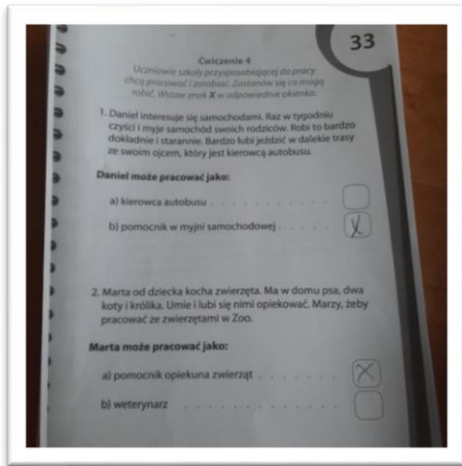 33
Ćwiczenie 4
Uczniowie szkoły przysposabiającej do pracy
chcą pracować i zarabiać. Zastanów się co mogą
robić. Wstaw znak X w odpowiednie okienko.
1. Daniel interesuje się samochodami. Raz w tygodniu
czyści i myje samochód swoich rodziców. Robi to bardzo
dokładnie i starannie. Bardzo lubi jeździć w dalekie trasy
ze swoim ojcem, który jest kierowcą autobusu.
Daniel może pracować jako:
a) kierowca autobusu . . . . . . . . . . . .
b) pomocnik w myjni samochodowej . . . . . X
2. Marta od dziecka kocha zwierzęta. Ma w domu psa, dwa
koty i królika. Umie i lubi się nimi opiekować. Marzy, żeby
pracować ze zwierzętami w Zoo.
Marta może pracować jako:
a) pomocnik opiekuna zwierząt . . . . . . . X
b) weterynarz . . . . . . . . . . . . . .